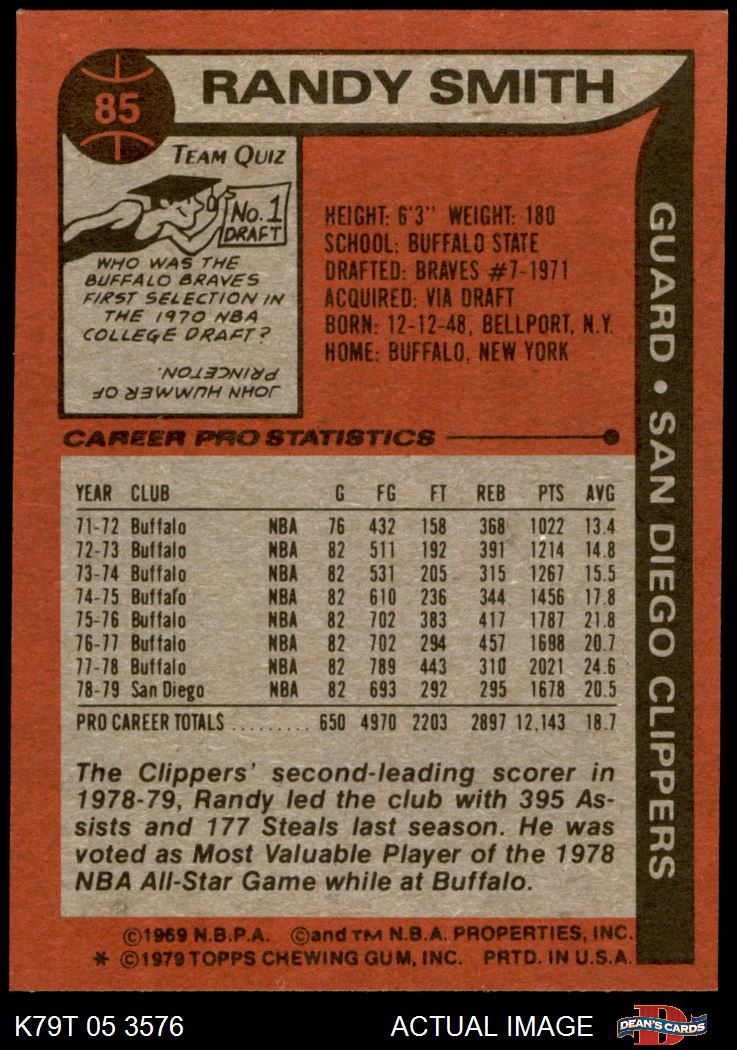 85
RANDY SMITH
TEAM QUIZ
No. 1
DRAFT
WHO WAS THE
BUFFALO BRAVES
FIRST SELECTION IN
THE 1970 NBA
COLLEGE DRAFT?
JOHN HUMMER OF
PRINCETON.
HEIGHT: 6'3" WEIGHT: 180
SCHOOL: BUFFALO STATE
DRAFTED: BRAVES #7-1971
ACQUIRED: VIA DRAFT
BORN: 12-12-48, BELLPORT, N.Y.
HOME: BUFFALO, NEW YORK
GUARD • SAN DIEGO CLIPPERS
CAREER PRO STATISTICS
YEAR CLUB G FG FT REB PTS AVG
71-72 Buffalo NBA 76 432 158 368 1022 13.4
72-73 Buffalo NBA 82 511 192 391 1214 14.8
73-74 Buffalo NBA 82 531 205 315 1267 15.5
74-75 Buffalo NBA 82 610 236 344 1456 17.8
75-76 Buffalo NBA 82 702 383 417 1787 21.8
76-77 Buffalo NBA 82 702 294 457 1698 20.7
77-78 Buffalo NBA 82 789 443 310 2021 24.6
78-79 San Diego NBA 82 693 292 295 1678 20.5
PRO CAREER TOTALS ......... 650 4970 2203 2897 12,143 18.7
The Clippers' second-leading scorer in
1978-79, Randy led the club with 395 As-
sists and 177 Steals last season. He was
voted as Most Valuable Player of the 1978
NBA All-Star Game while at Buffalo.
©1969 N.B.P.A. ©and TM N.B.A. PROPERTIES, INC.
* ©1979 TOPPS CHEWING GUM, INC. PRTD. IN U.S.A.
K79T 05 3576 ACTUAL IMAGE
D
DEAN'S CARDS